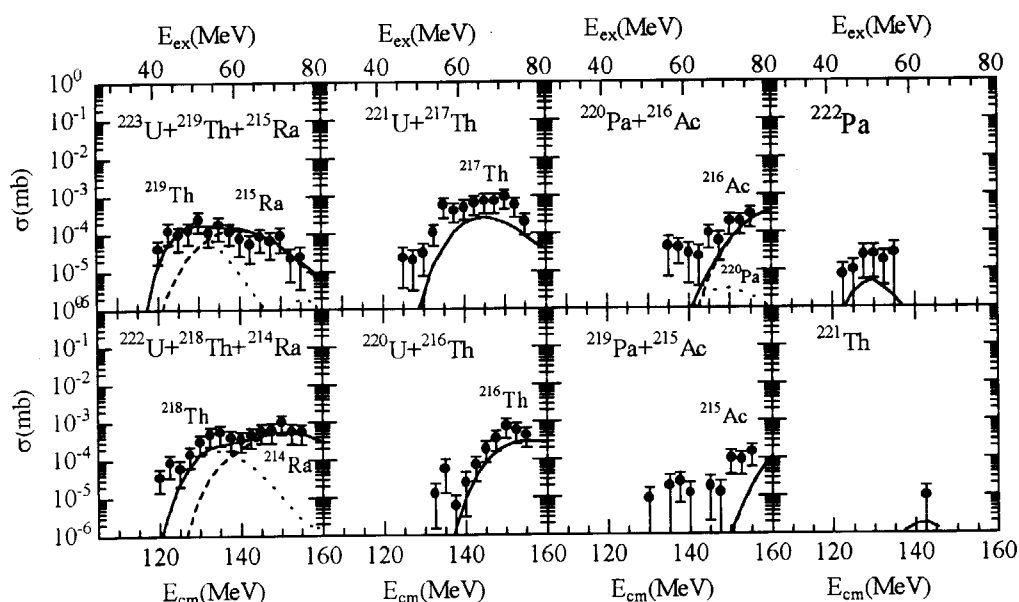 E_ex(MeV) E_ex(MeV) E_ex(MeV) E_ex(MeV)
40 60 80 40 60 80 40 60 80 40 60 80
10^0
10^-1
10^-2
10^-3
10^-4
10^-5
σ(mb)
^223U+^219Th+^215Ra
^219Th ^215Ra
^221U+^217Th
^217Th
^220Pa+^216Ac
^216Ac
^220Pa
^222Pa
10^-1
10^-2
10^-3
10^-4
10^-5
10^-6
σ(mb)
^222U+^218Th+^214Ra
^218Th
^214Ra
^220U+^216Th
^216Th
^219Pa+^215Ac
^215Ac
^221Th
120 140 160 120 140 160 120 140 160 120 140 160
E_cm(MeV) E_cm(MeV) E_cm(MeV) E_cm(MeV)